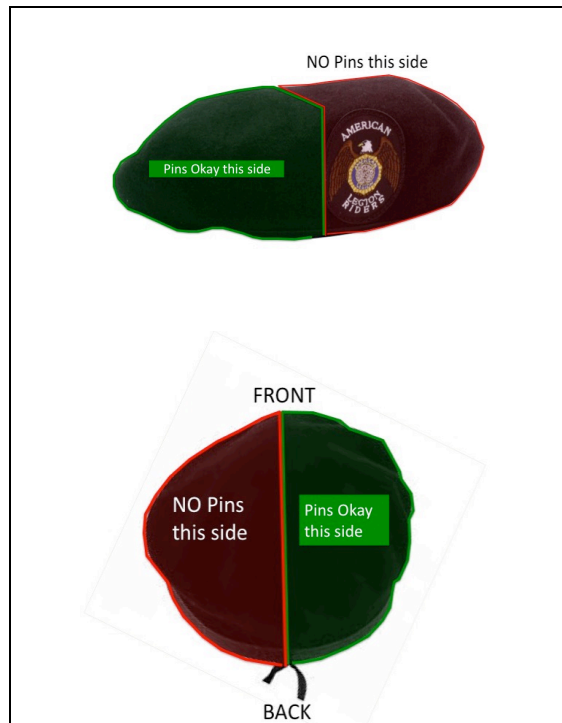 NO Pins this side
Pins Okay this side
AMERICAN
LEGION
RIDERS
FRONT
NO Pins
this side
Pins Okay
this side
BACK